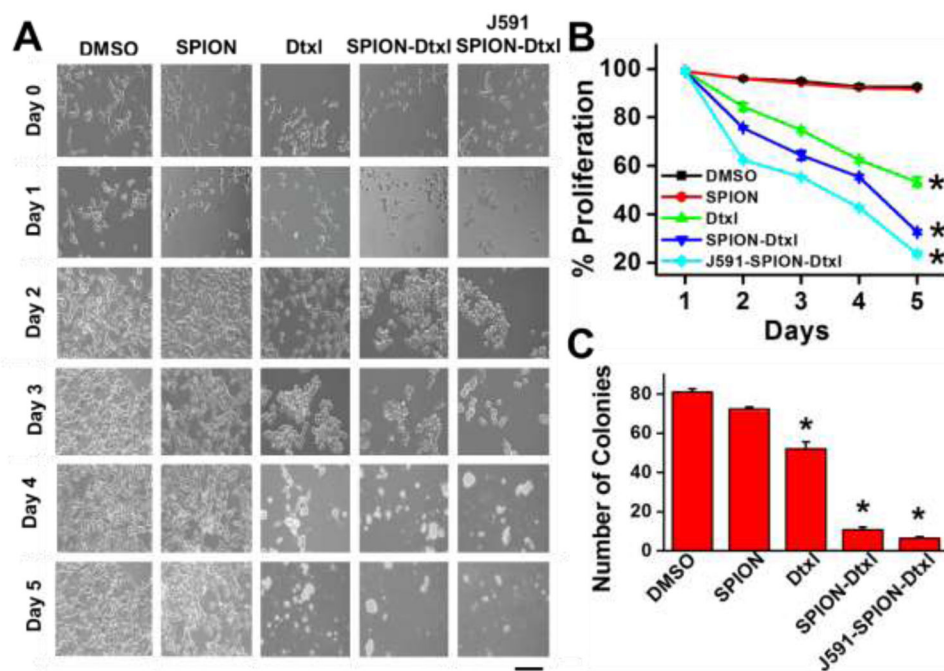 A
DMSO
SPION
Dtxl
SPION-Dtxl
J591
SPION-Dtxl
Day 0
Day 1
Day 2
Day 3
Day 4
Day 5
B
% Proliferation
100
80
60
40
20
DMSO
SPION
Dtxl
SPION-Dtxl
J591-SPION-Dtxl
*
*
*
1 2 3 4 5
Days
C
Number of Colonies
80
60
40
20
0
*
*
*
DMSO
SPION
Dtxl
SPION-Dtxl
J591-SPION-Dtxl